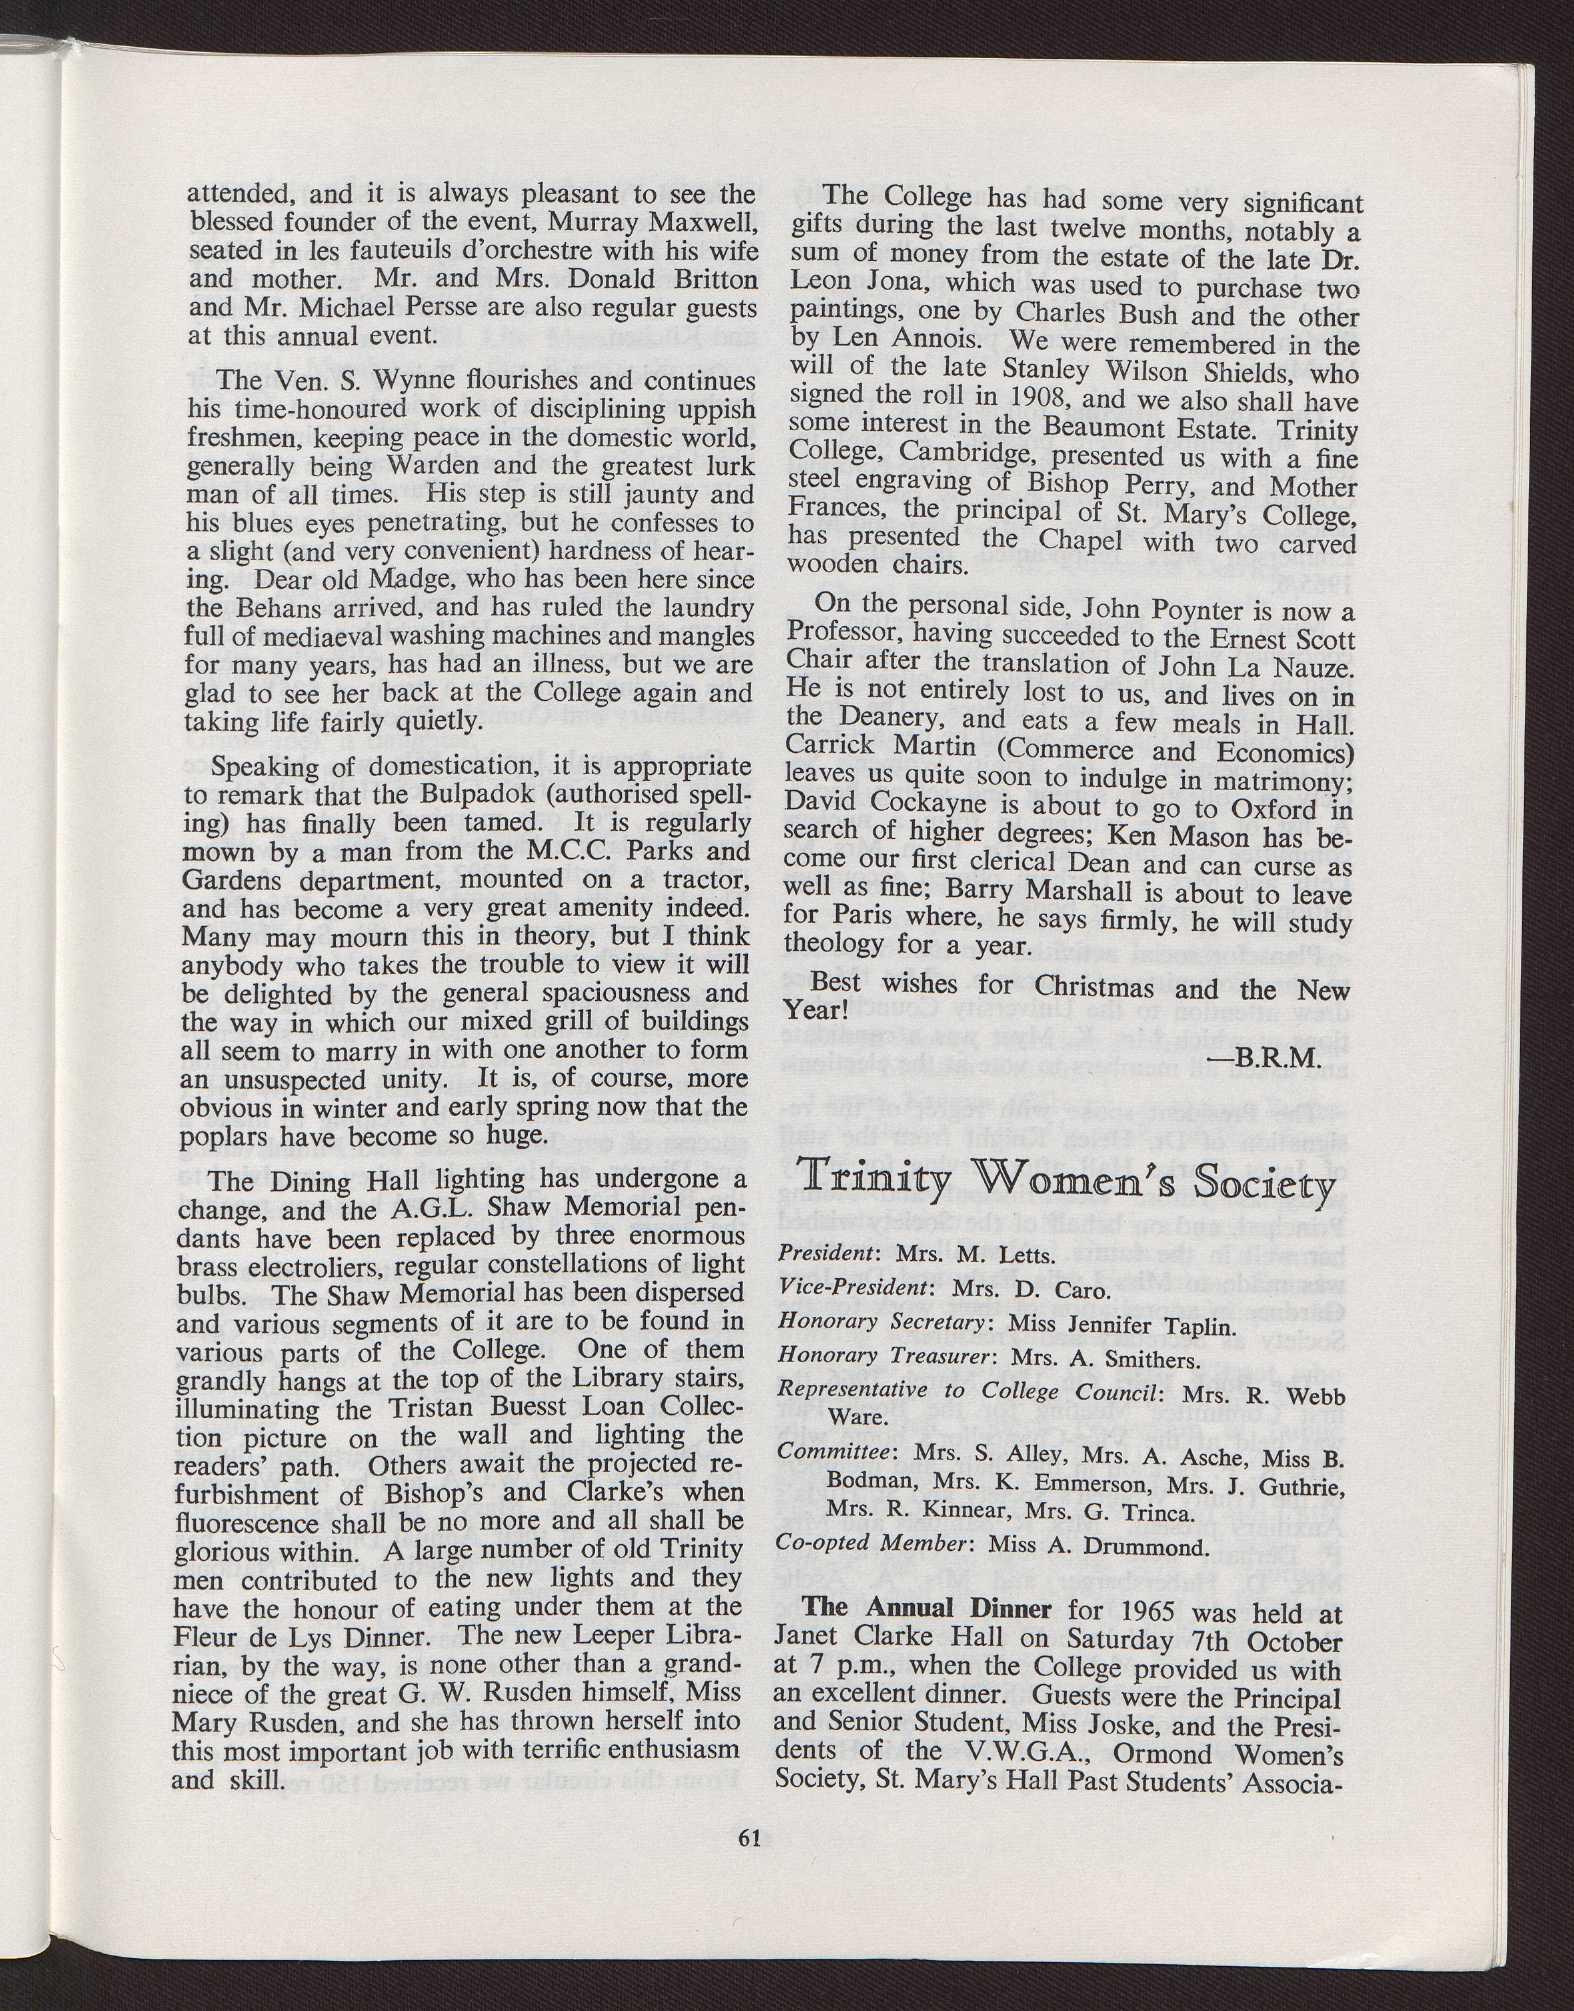 attended, and it is always pleasant to see the
blessed founder of the event, Murray Maxwell,
seated in les fauteuils d'orchestre with his wife
and mother. Mr. and Mrs. Donald Britton
and Mr. Michael Persse are also regular guests
at this annual event.
The Ven. S. Wynne flourishes and continues
his time-honoured work of disciplining uppish
freshmen, keeping peace in the domestic world,
generally being Warden and the greatest lurk
man of all times. His step is still jaunty and
his blues eyes penetrating, but he confesses to
a slight (and very convenient) hardness of hear-
ing. Dear old Madge, who has been here since
the Behans arrived, and has ruled the laundry
full of mediaeval washing machines and mangles
for many years, has had an illness, but we are
glad to see her back at the College again and
taking life fairly quietly.
Speaking of domestication, it is appropriate
to remark that the Bulpadok (authorised spell-
ing) has finally been tamed. It is regularly
mown by a man from the M.C.C. Parks and
Gardens department, mounted on a tractor,
and has become a very great amenity indeed.
Many may mourn this in theory, but I think
anybody who takes the trouble to view it will
be delighted by the general spaciousness and
the way in which our mixed grill of buildings
all seem to marry in with one another to form
an unsuspected unity. It is, of course, more
obvious in winter and early spring now that the
poplars have become so huge.
The Dining Hall lighting has undergone a
change, and the A.G.L. Shaw Memorial pen-
dants have been replaced by three enormous
brass electroliers, regular constellations of light
bulbs. The Shaw Memorial has been dispersed
and various segments of it are to be found in
various parts of the College. One of them
grandly hangs at the top of the Library stairs,
illuminating the Tristan Buesst Loan Collec-
tion picture on the wall and lighting the
readers' path. Others await the projected re-
furbishment of Bishop's and Clarke's when
fluorescence shall be no more and all shall be
glorious within. A large number of old Trinity
men contributed to the new lights and they
have the honour of eating under them at the
Fleur de Lys Dinner. The new Leeper Libra-
rian, by the way, is none other than a grand-
niece of the great G. W. Rusden himself, Miss
Mary Rusden, and she has thrown herself into
this most important job with terrific enthusiasm
and skill.
The College has had some very significant
gifts during the last twelve months, notably a
sum of money from the estate of the late Dr.
Leon Jona, which was used to purchase two
paintings, one by Charles Bush and the other
by Len Annois. We were remembered in the
will of the late Stanley Wilson Shields, who
signed the roll in 1908, and we also shall have
some interest in the Beaumont Estate. Trinity
College, Cambridge, presented us with a fine
steel engraving of Bishop Perry, and Mother
Frances, the principal of St. Mary's College,
has presented the Chapel with two carved
wooden chairs.
On the personal side, John Poynter is now a
Professor, having succeeded to the Ernest Scott
Chair after the translation of John La Nauze.
He is not entirely lost to us, and lives on in
the Deanery, and eats a few meals in Hall.
Carrick Martin (Commerce and Economics)
leaves us quite soon to indulge in matrimony;
David Cockayne is about to go to Oxford in
search of higher degrees; Ken Mason has be-
come our first clerical Dean and can curse as
well as fine; Barry Marshall is about to leave
for Paris where, he says firmly, he will study
theology for a year.
Best wishes for Christmas and the New
Year!
—B.R.M.
Trinity Women's Society
President: Mrs. M. Letts.
Vice-President: Mrs. D. Caro.
Honorary Secretary: Miss Jennifer Taplin.
Honorary Treasurer: Mrs. A. Smithers.
Representative to College Council: Mrs. R. Webb
Ware.
Committee: Mrs. S. Alley, Mrs. A. Asche, Miss B.
Bodman, Mrs. K. Emmerson, Mrs. J. Guthrie,
Mrs. R. Kinnear, Mrs. G. Trinca.
Co-opted Member: Miss A. Drummond.
The Annual Dinner for 1965 was held at
Janet Clarke Hall on Saturday 7th October
at 7 p.m., when the College provided us with
an excellent dinner. Guests were the Principal
and Senior Student, Miss Joske, and the Presi-
dents of the V.W.G.A., Ormond Women's
Society, St. Mary's Hall Past Students' Associa-
61